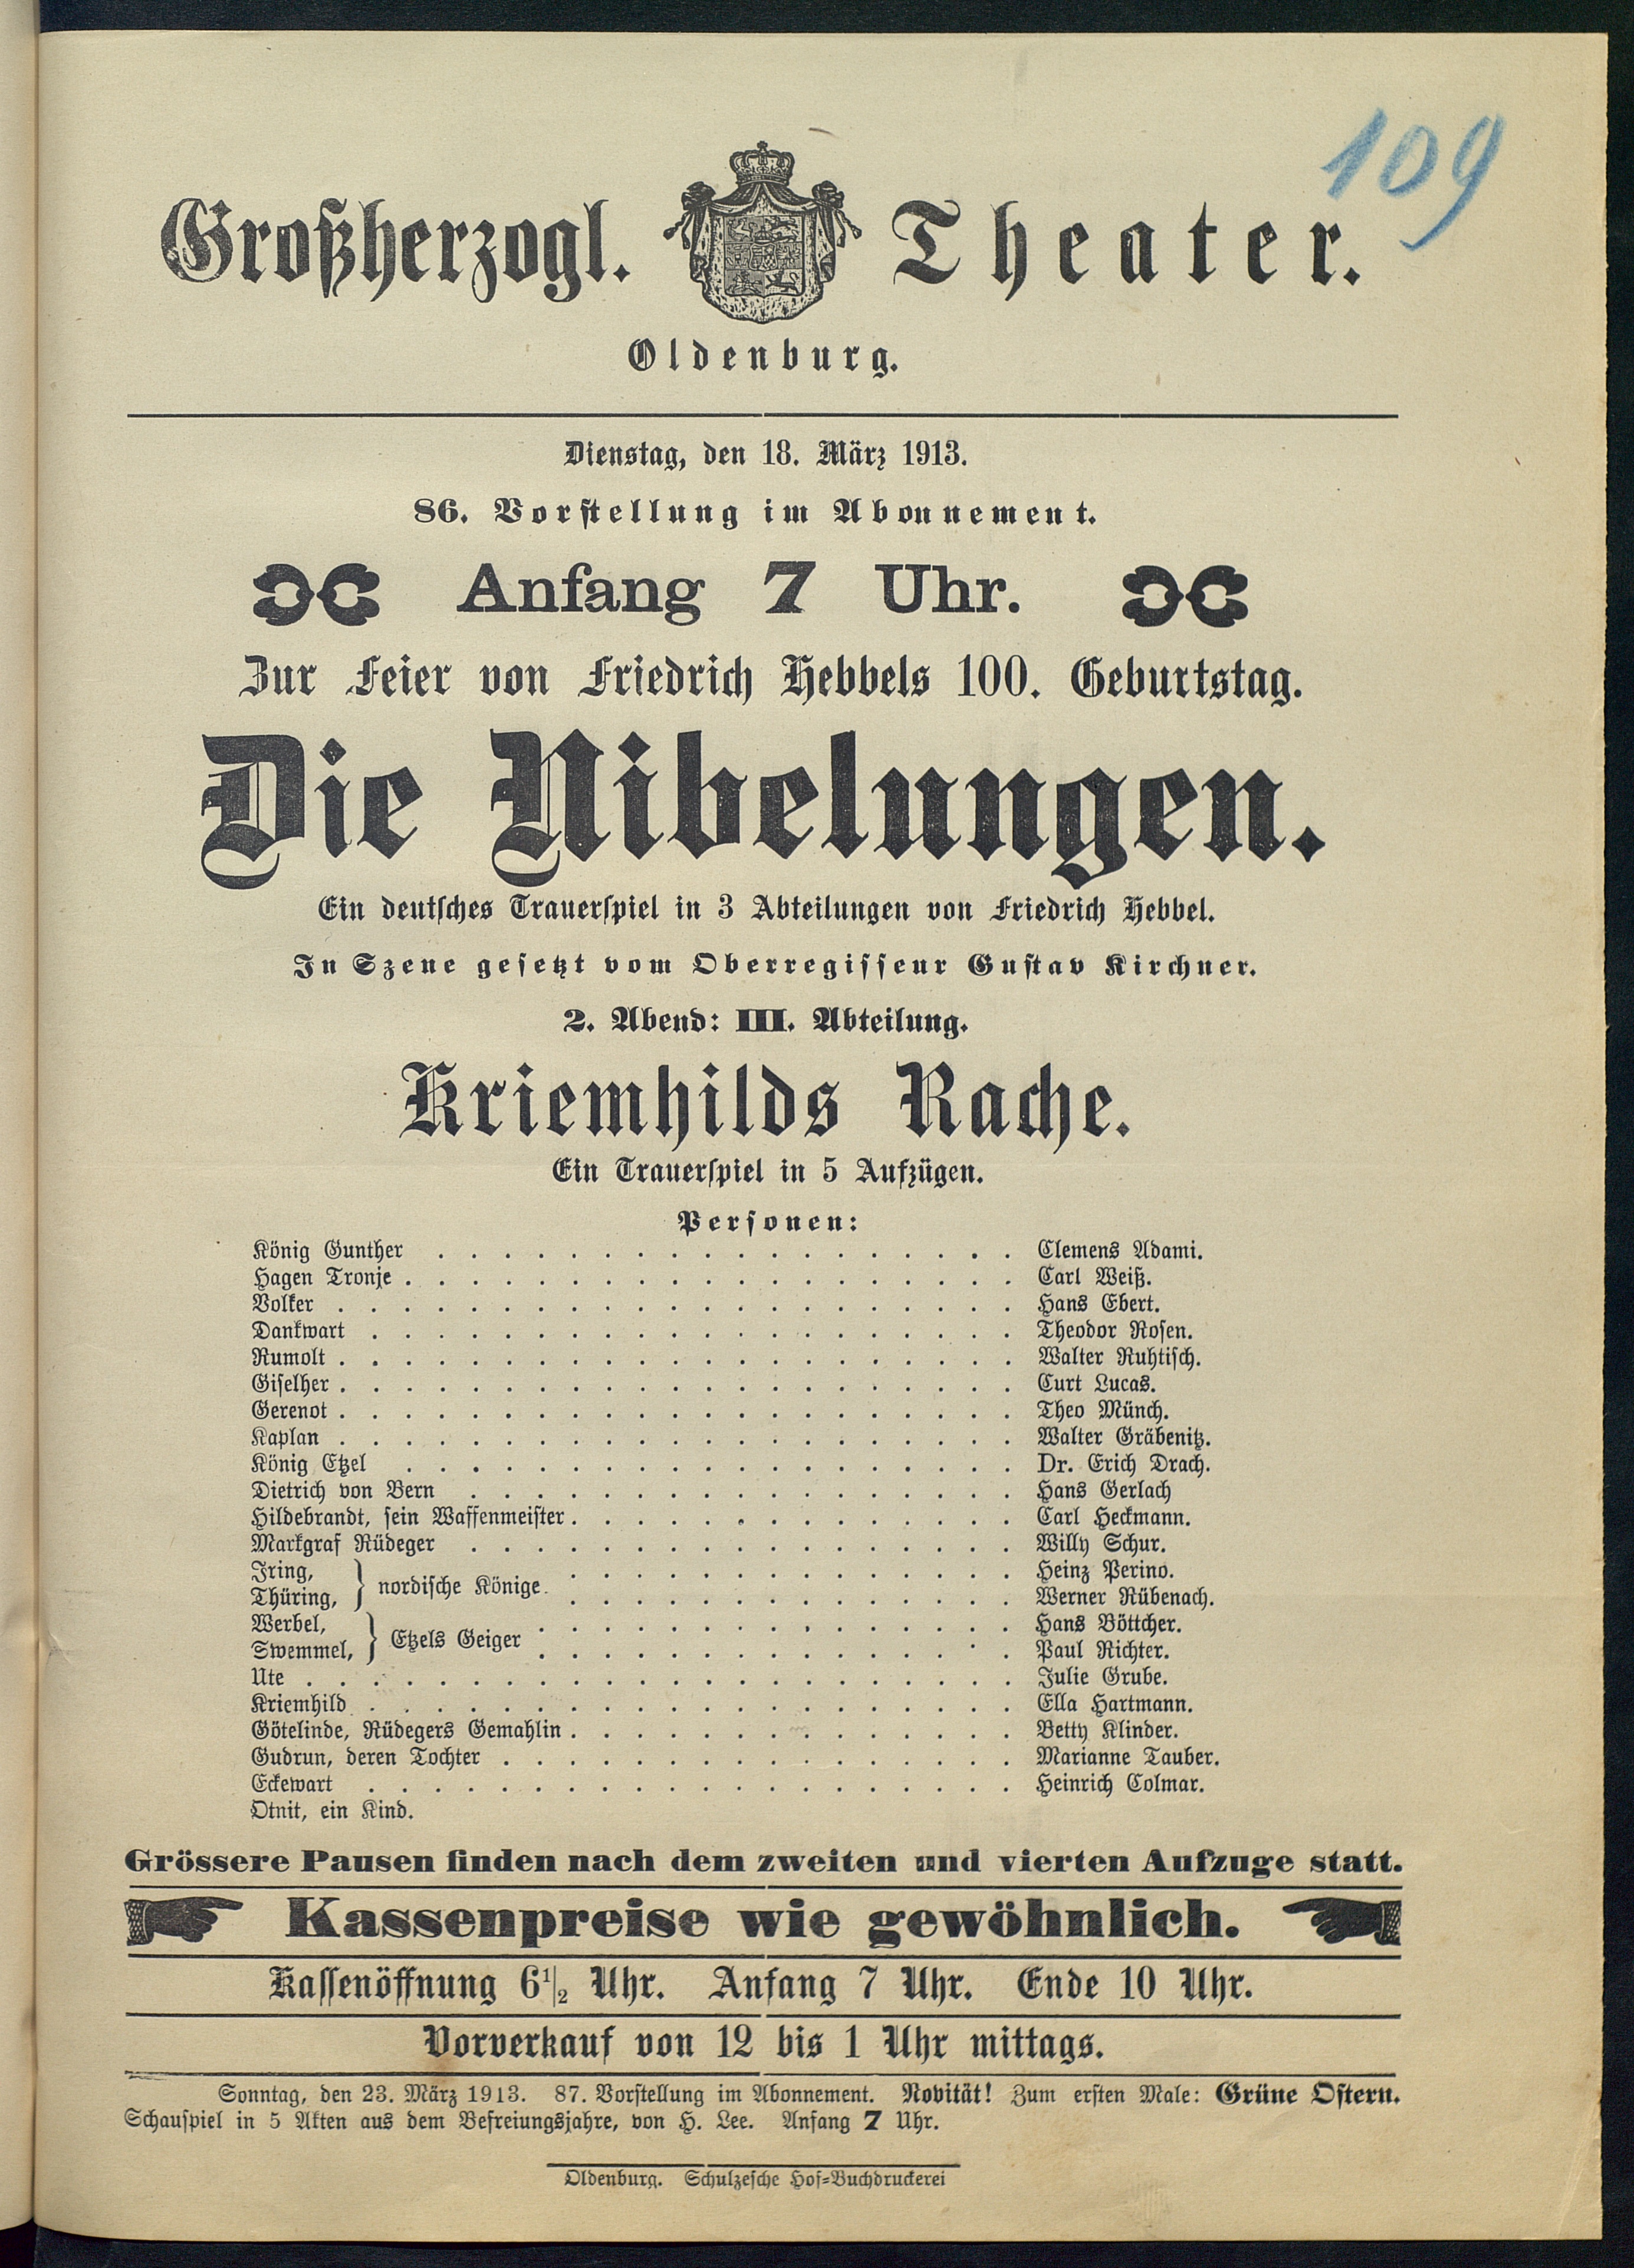 109
Großherzogl. Theater.
Oldenburg.
Dienstag, den 18. März 1913.
86. Vorstellung im Abonnement.
Anfang 7 Uhr.
Zur Feier von Friedrich Hebbels 100. Geburtstag.
Die Nibelungen.
Ein deutsches Trauerspiel in 3 Abteilungen von Friedrich Hebbel.
In Szene gesetzt vom Oberregisseur Gustav Kirchner.
2. Abend: III. Abteilung.
Kriemhilds Rache.
Ein Trauerspiel in 5 Aufzügen.
Personen:
König Gunther . . . . . . . . . . . . . . . . . . Clemens Adami.
Hagen Tronje . . . . . . . . . . . . . . . . . . . Carl Weiß.
Volker . . . . . . . . . . . . . . . . . . . . . Hans Ebert.
Dankwart . . . . . . . . . . . . . . . . . . . . Theodor Rosen.
Rumolt . . . . . . . . . . . . . . . . . . . . . Walter Ruhtisch.
Giselher . . . . . . . . . . . . . . . . . . . . . Curt Lucas.
Gerenot . . . . . . . . . . . . . . . . . . . . . Theo Münch.
Kaplan . . . . . . . . . . . . . . . . . . . . . Walter Gräbenitz.
König Etzel . . . . . . . . . . . . . . . . . . . Dr. Erich Drach.
Dietrich von Bern . . . . . . . . . . . . . . . . . Hans Gerlach
Hildebrandt, sein Waffenmeister . . . . . . . . . . . . . . Carl Heckmann.
Markgraf Rüdeger . . . . . . . . . . . . . . . . . Willy Schur.
Iring, } nordische Könige . . . . . . . . . . . . . . Heinz Perino.
Thüring, . . . . . . . . . . . . . . Werner Rübenach.
Werbel, } Etzels Geiger . . . . . . . . . . . . . . . Hans Böttcher.
Swemmel, . . . . . . . . . . . . . . . Paul Richter.
Ute . . . . . . . . . . . . . . . . . . . . . . Julie Grube.
Kriemhild . . . . . . . . . . . . . . . . . . . . Ella Hartmann.
Götelinde, Rüdegers Gemahlin . . . . . . . . . . . . . . Betty Klinder.
Gudrun, deren Tochter . . . . . . . . . . . . . . . . Marianne Tauber.
Eckewart . . . . . . . . . . . . . . . . . . . . Heinrich Colmar.
Otnit, ein Kind.
Grössere Pausen finden nach dem zweiten und vierten Aufzuge statt.
Kassenpreise wie gewöhnlich.
Kassenöffnung 6 1/2 Uhr. Anfang 7 Uhr. Ende 10 Uhr.
Vorverkauf von 12 bis 1 Uhr mittags.
Sonntag, den 23. März 1913. 87. Vorstellung im Abonnement. Novität! Zum ersten Male: Grüne Ostern.
Schauspiel in 5 Akten aus dem Befreiungsjahre, von H. Lee. Anfang 7 Uhr.
Oldenburg. Schulzesche Hof=Buchdruckerei